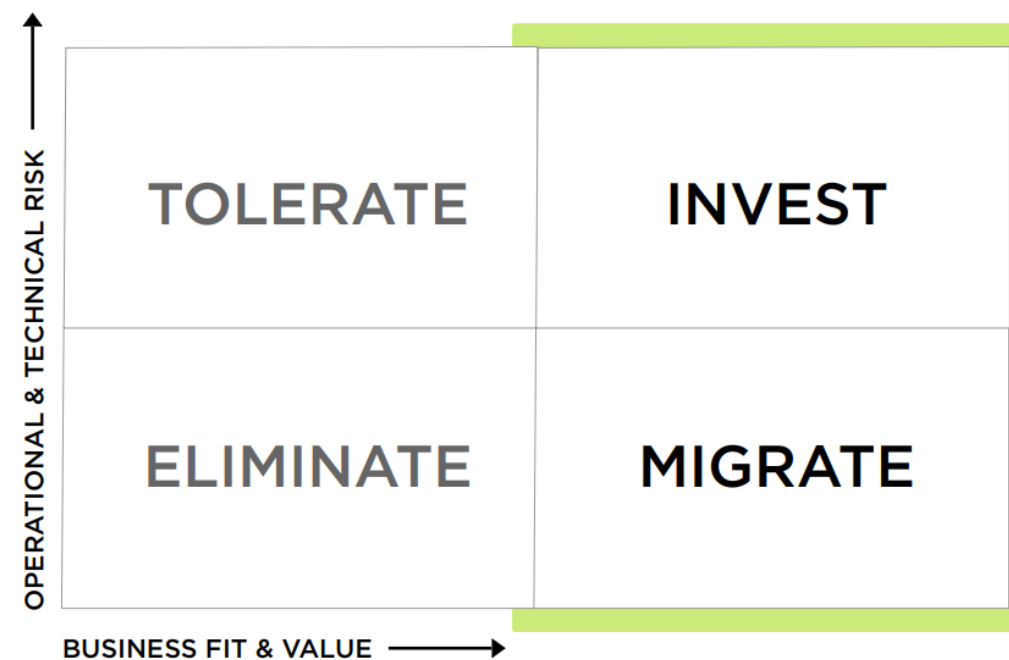 OPERATIONAL & TECHNICAL RISK
TOLERATE
INVEST
ELIMINATE
MIGRATE
BUSINESS FIT & VALUE